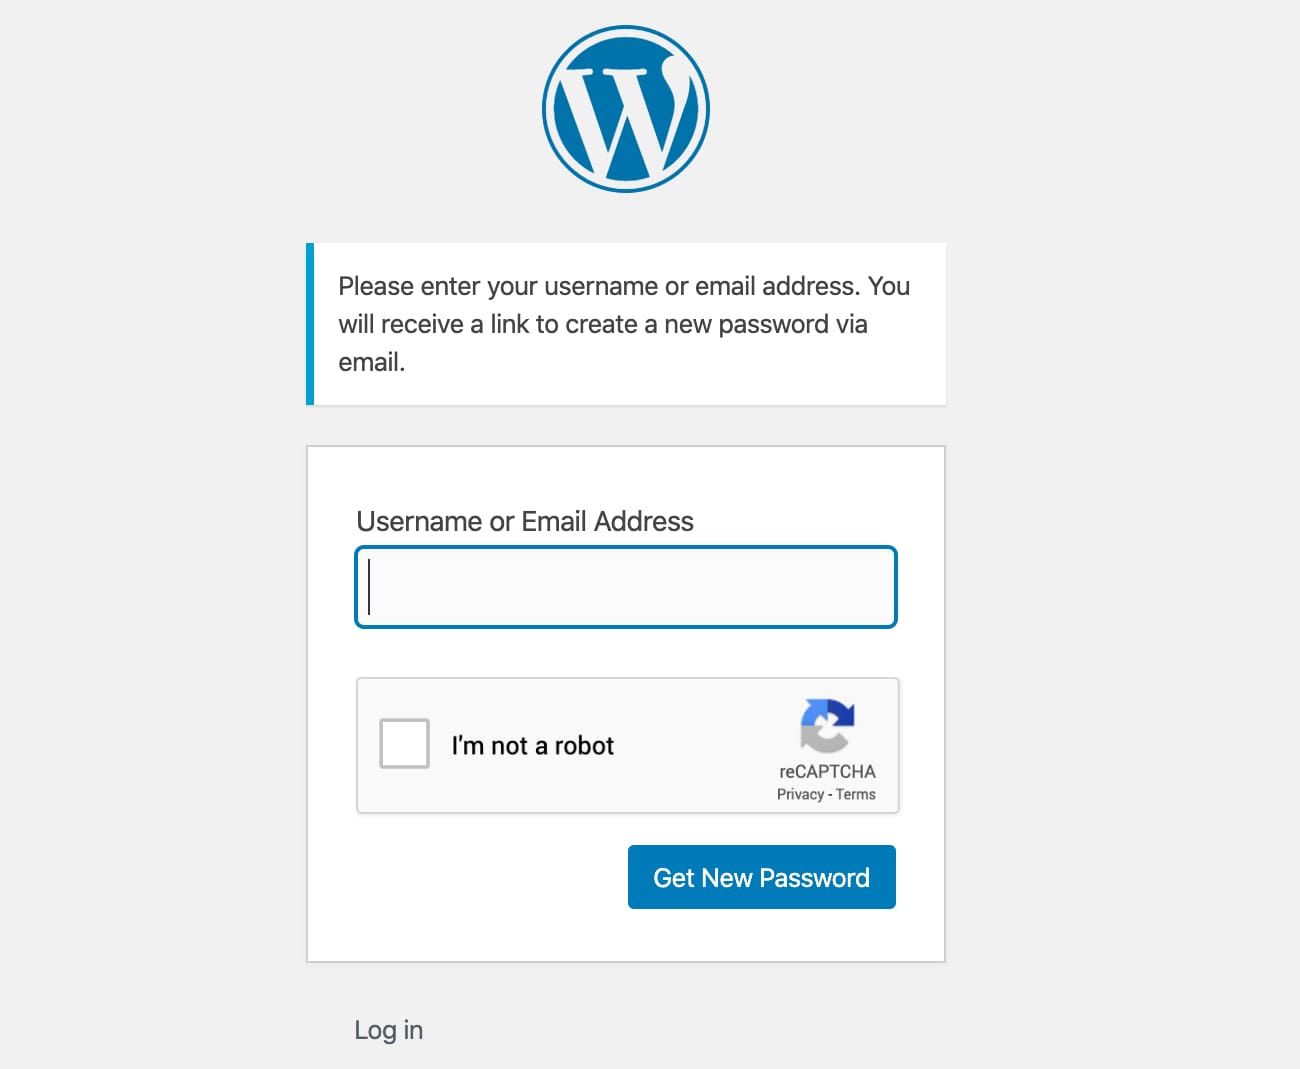 Please enter your username or email address. You
will receive a link to create a new password via
email.
Username or Email Address
I'm not a robot
reCAPTCHA
Privacy - Terms
Get New Password
Log in